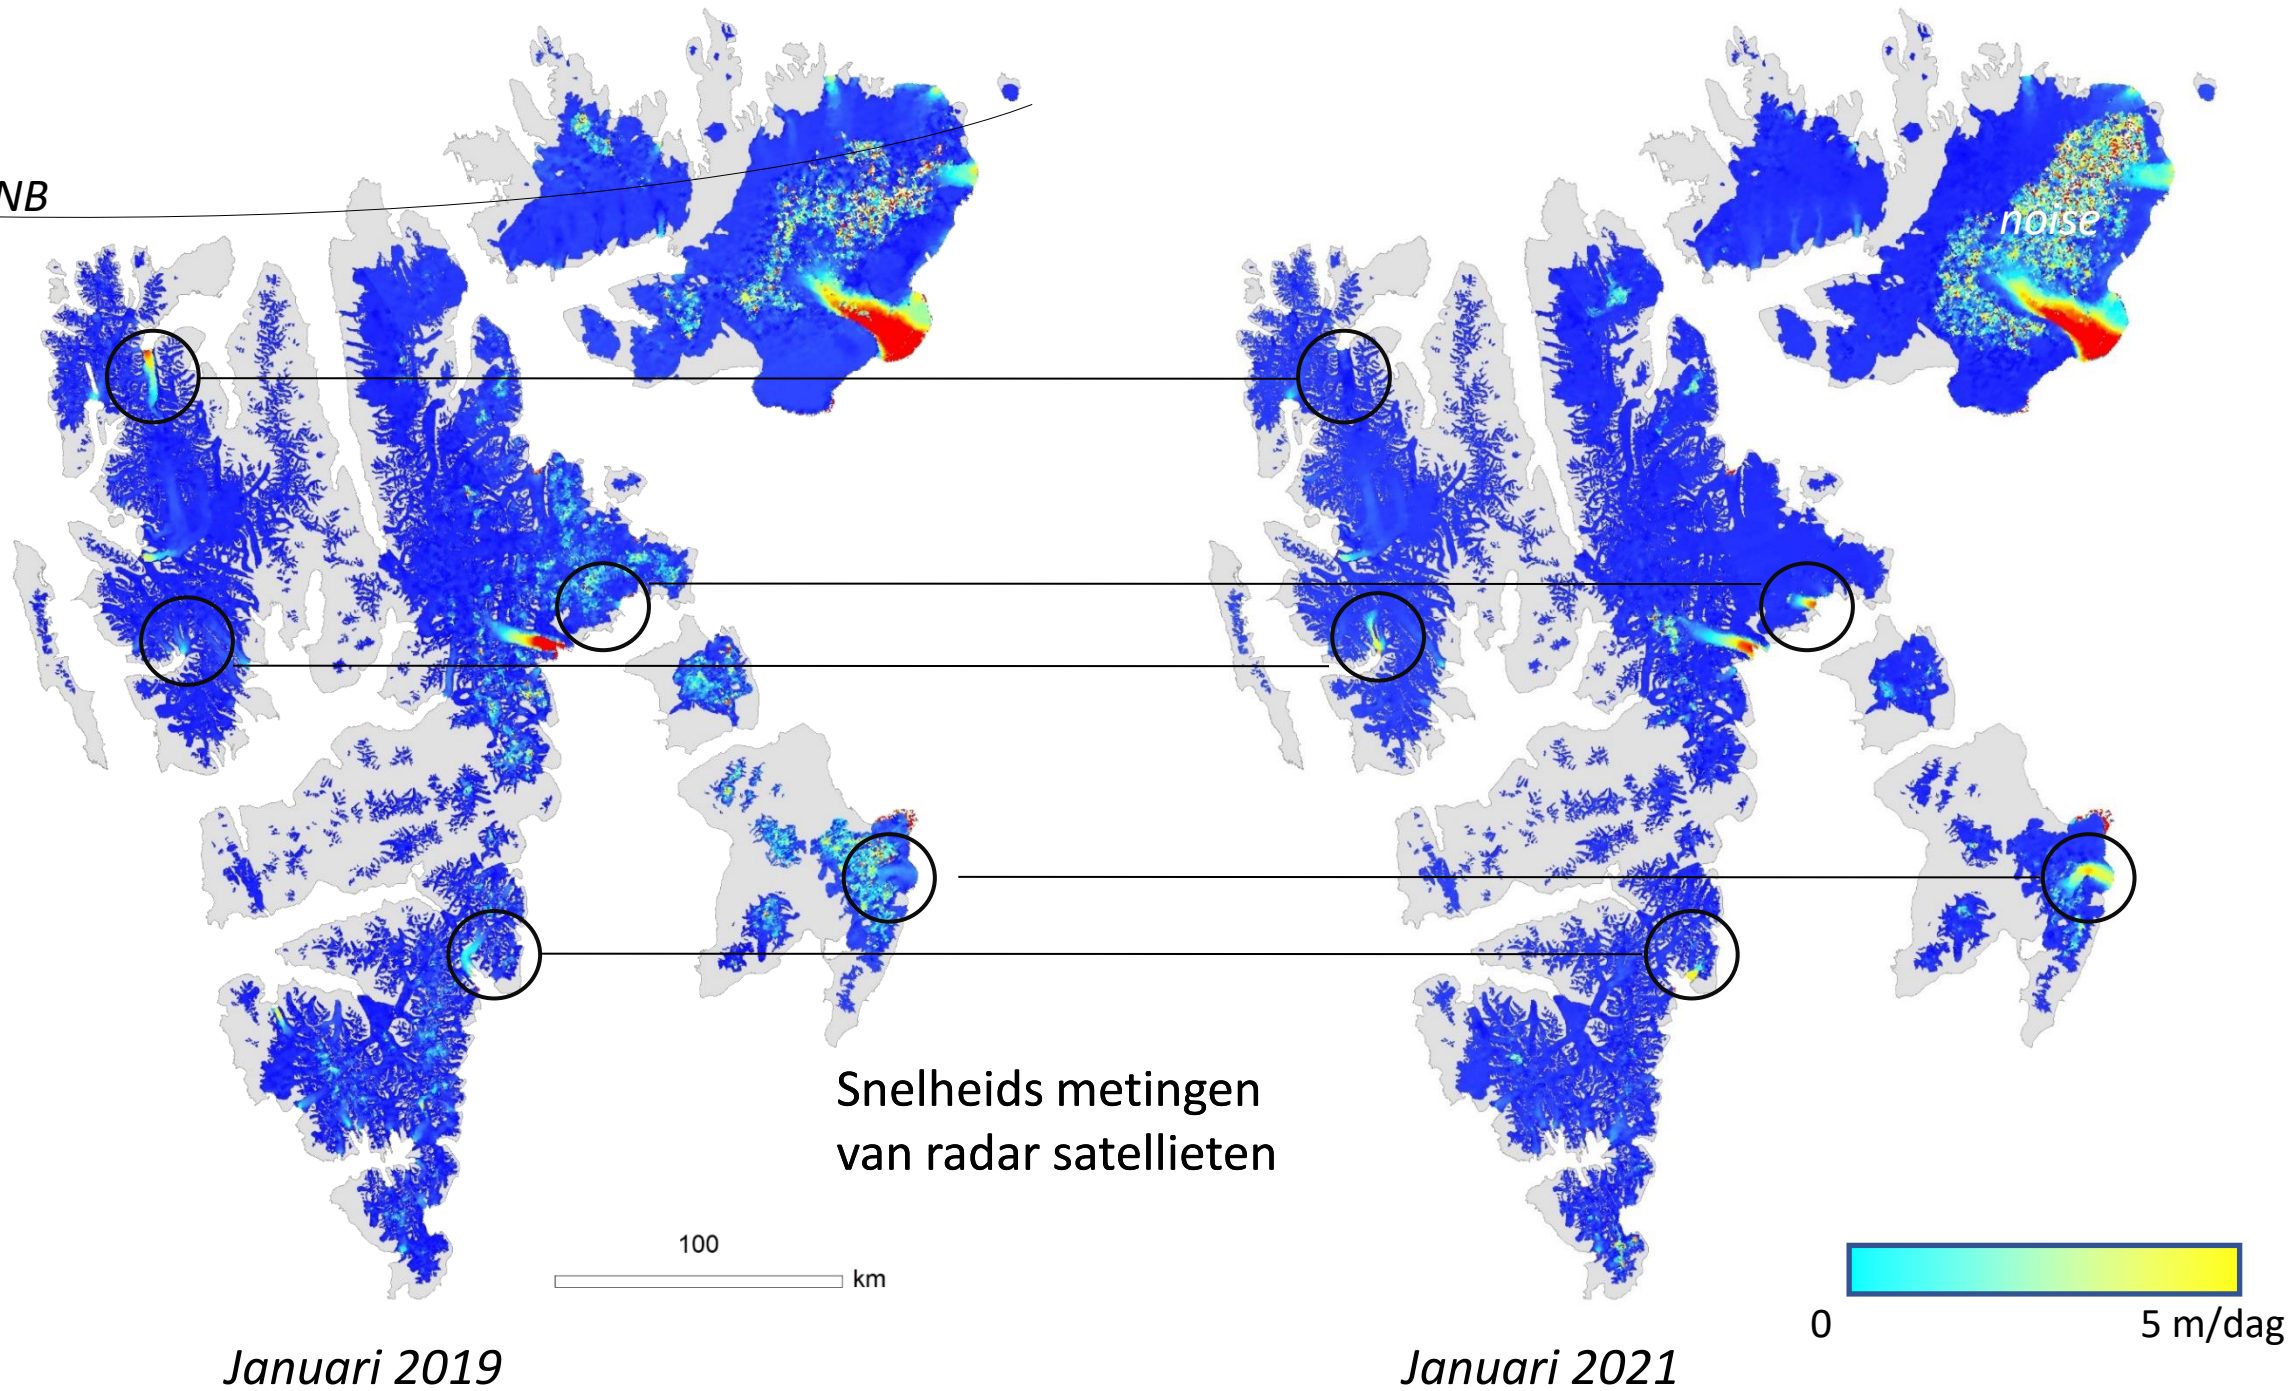 NB
noise
Snelheids metingen
van radar satellieten
100
km
0
5 m/dag
Januari 2019
Januari 2021